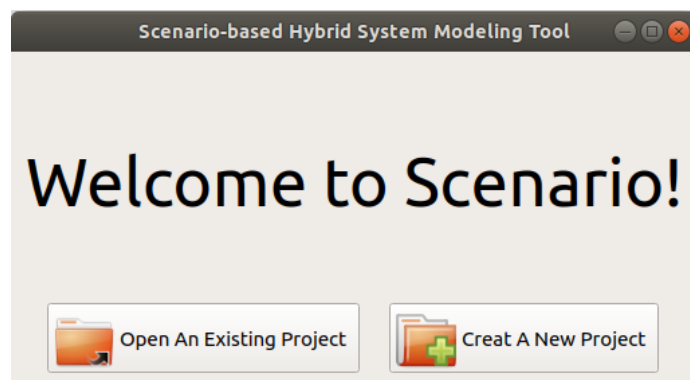 Scenario-based Hybrid System Modeling Tool
Welcome to Scenario!
Open An Existing Project
Creat A New Project